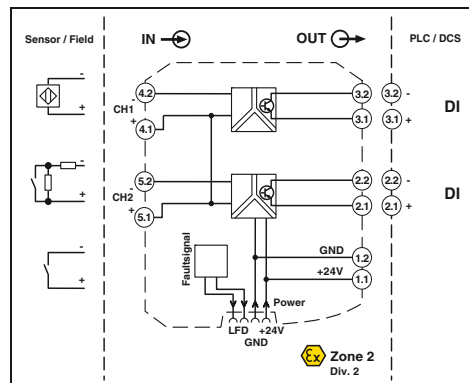 Sensor / Field
IN
OUT
PLC / DCS
-
+
4.2
-
CH1
+
4.1
3.2
3.1
3.2 -
3.1 +
DI
-
+
5.2
-
CH2
+
5.1
2.2
2.1
2.2 -
2.1 +
DI
-
+
Faultsignal
GND
1.2
+24V
1.1
Power
LFD
+24V
GND
Ex
Zone 2
Div. 2